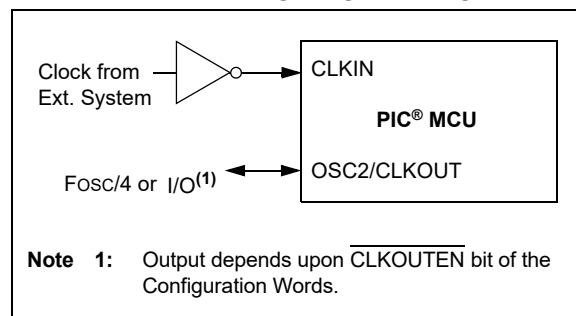 Clock from
Ext. System
CLKIN
PIC® MCU
Fosc/4 or I/O(1)
OSC2/CLKOUT
Note 1: Output depends upon CLKOUTEN bit of the
Configuration Words.